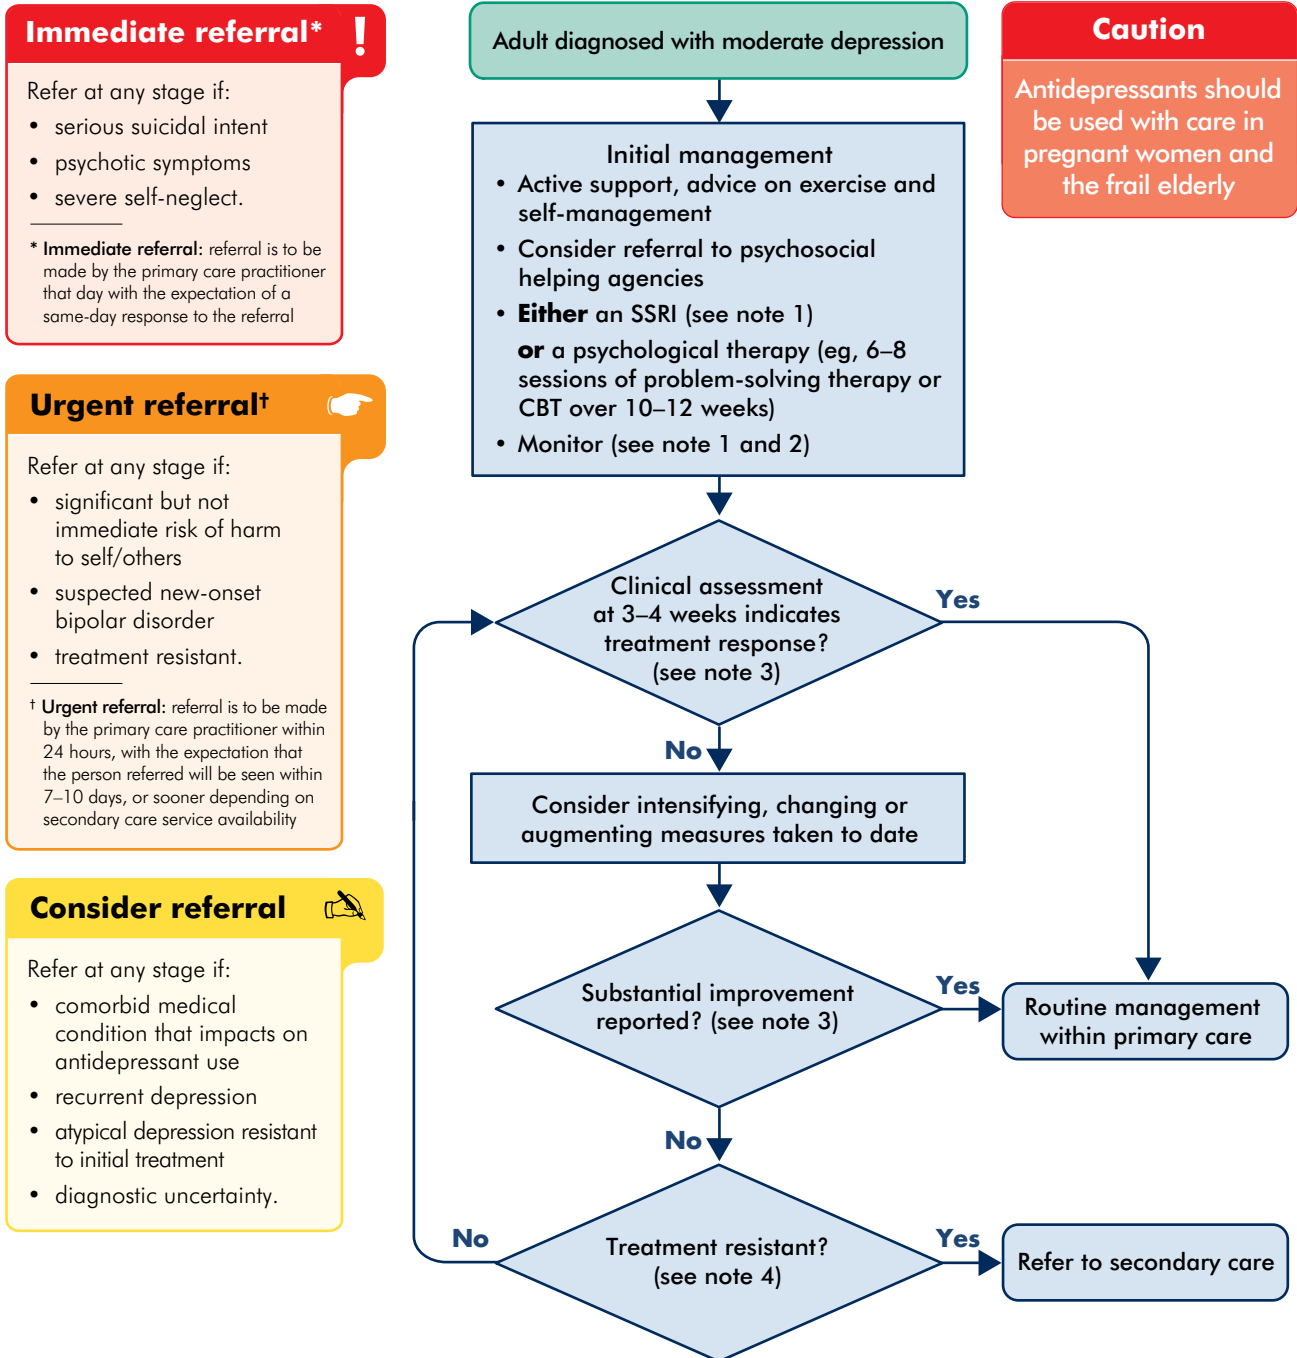 Immediate referral* !
Refer at any stage if:
• serious suicidal intent
• psychotic symptoms
• severe self-neglect.
* Immediate referral: referral is to be
made by the primary care practitioner
that day with the expectation of a
same-day response to the referral
Urgent referral†
Refer at any stage if:
• significant but not
immediate risk of harm
to self/others
• suspected new-onset
bipolar disorder
• treatment resistant.
† Urgent referral: referral is to be made
by the primary care practitioner within
24 hours, with the expectation that
the person referred will be seen within
7–10 days, or sooner depending on
secondary care service availability
Consider referral
Refer at any stage if:
• comorbid medical
condition that impacts on
antidepressant use
• recurrent depression
• atypical depression resistant
to initial treatment
• diagnostic uncertainty.
Adult diagnosed with moderate depression
Initial management
• Active support, advice on exercise and
self-management
• Consider referral to psychosocial
helping agencies
• Either an SSRI (see note 1)
or a psychological therapy (eg, 6–8
sessions of problem-solving therapy or
CBT over 10–12 weeks)
• Monitor (see note 1 and 2)
Clinical assessment
at 3–4 weeks indicates
treatment response?
(see note 3)
Yes
No
Consider intensifying, changing or
augmenting measures taken to date
Substantial improvement
reported? (see note 3)
Yes
Routine management
within primary care
No
Treatment resistant?
(see note 4)
No
Yes
Refer to secondary care
Caution
Antidepressants should
be used with care in
pregnant women and
the frail elderly